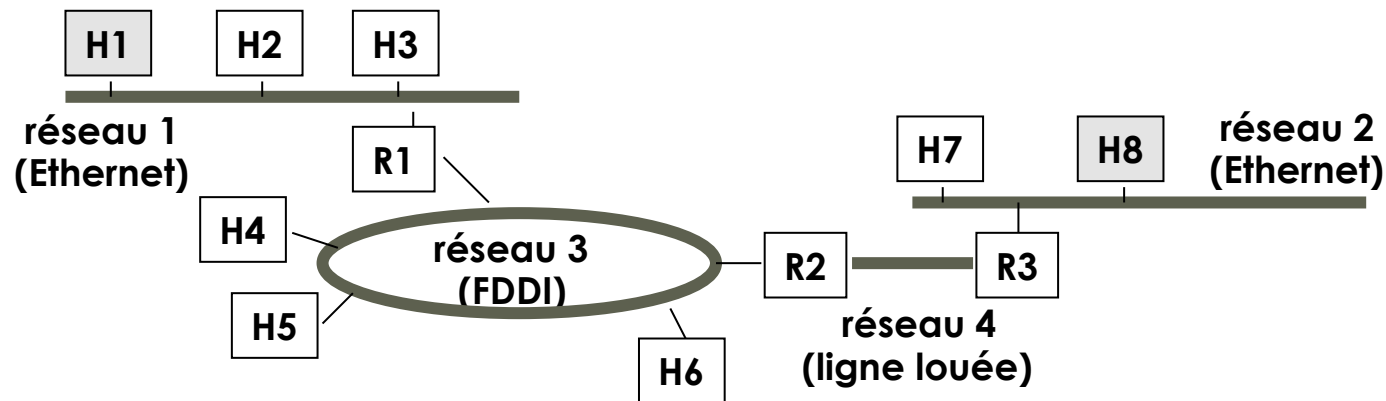 H1
H2
H3
réseau 1
(Ethernet)
R1
H7
H8
réseau 2
(Ethernet)
H4
réseau 3
(FDDI)
R2
R3
H5
H6
réseau 4
(ligne louée)